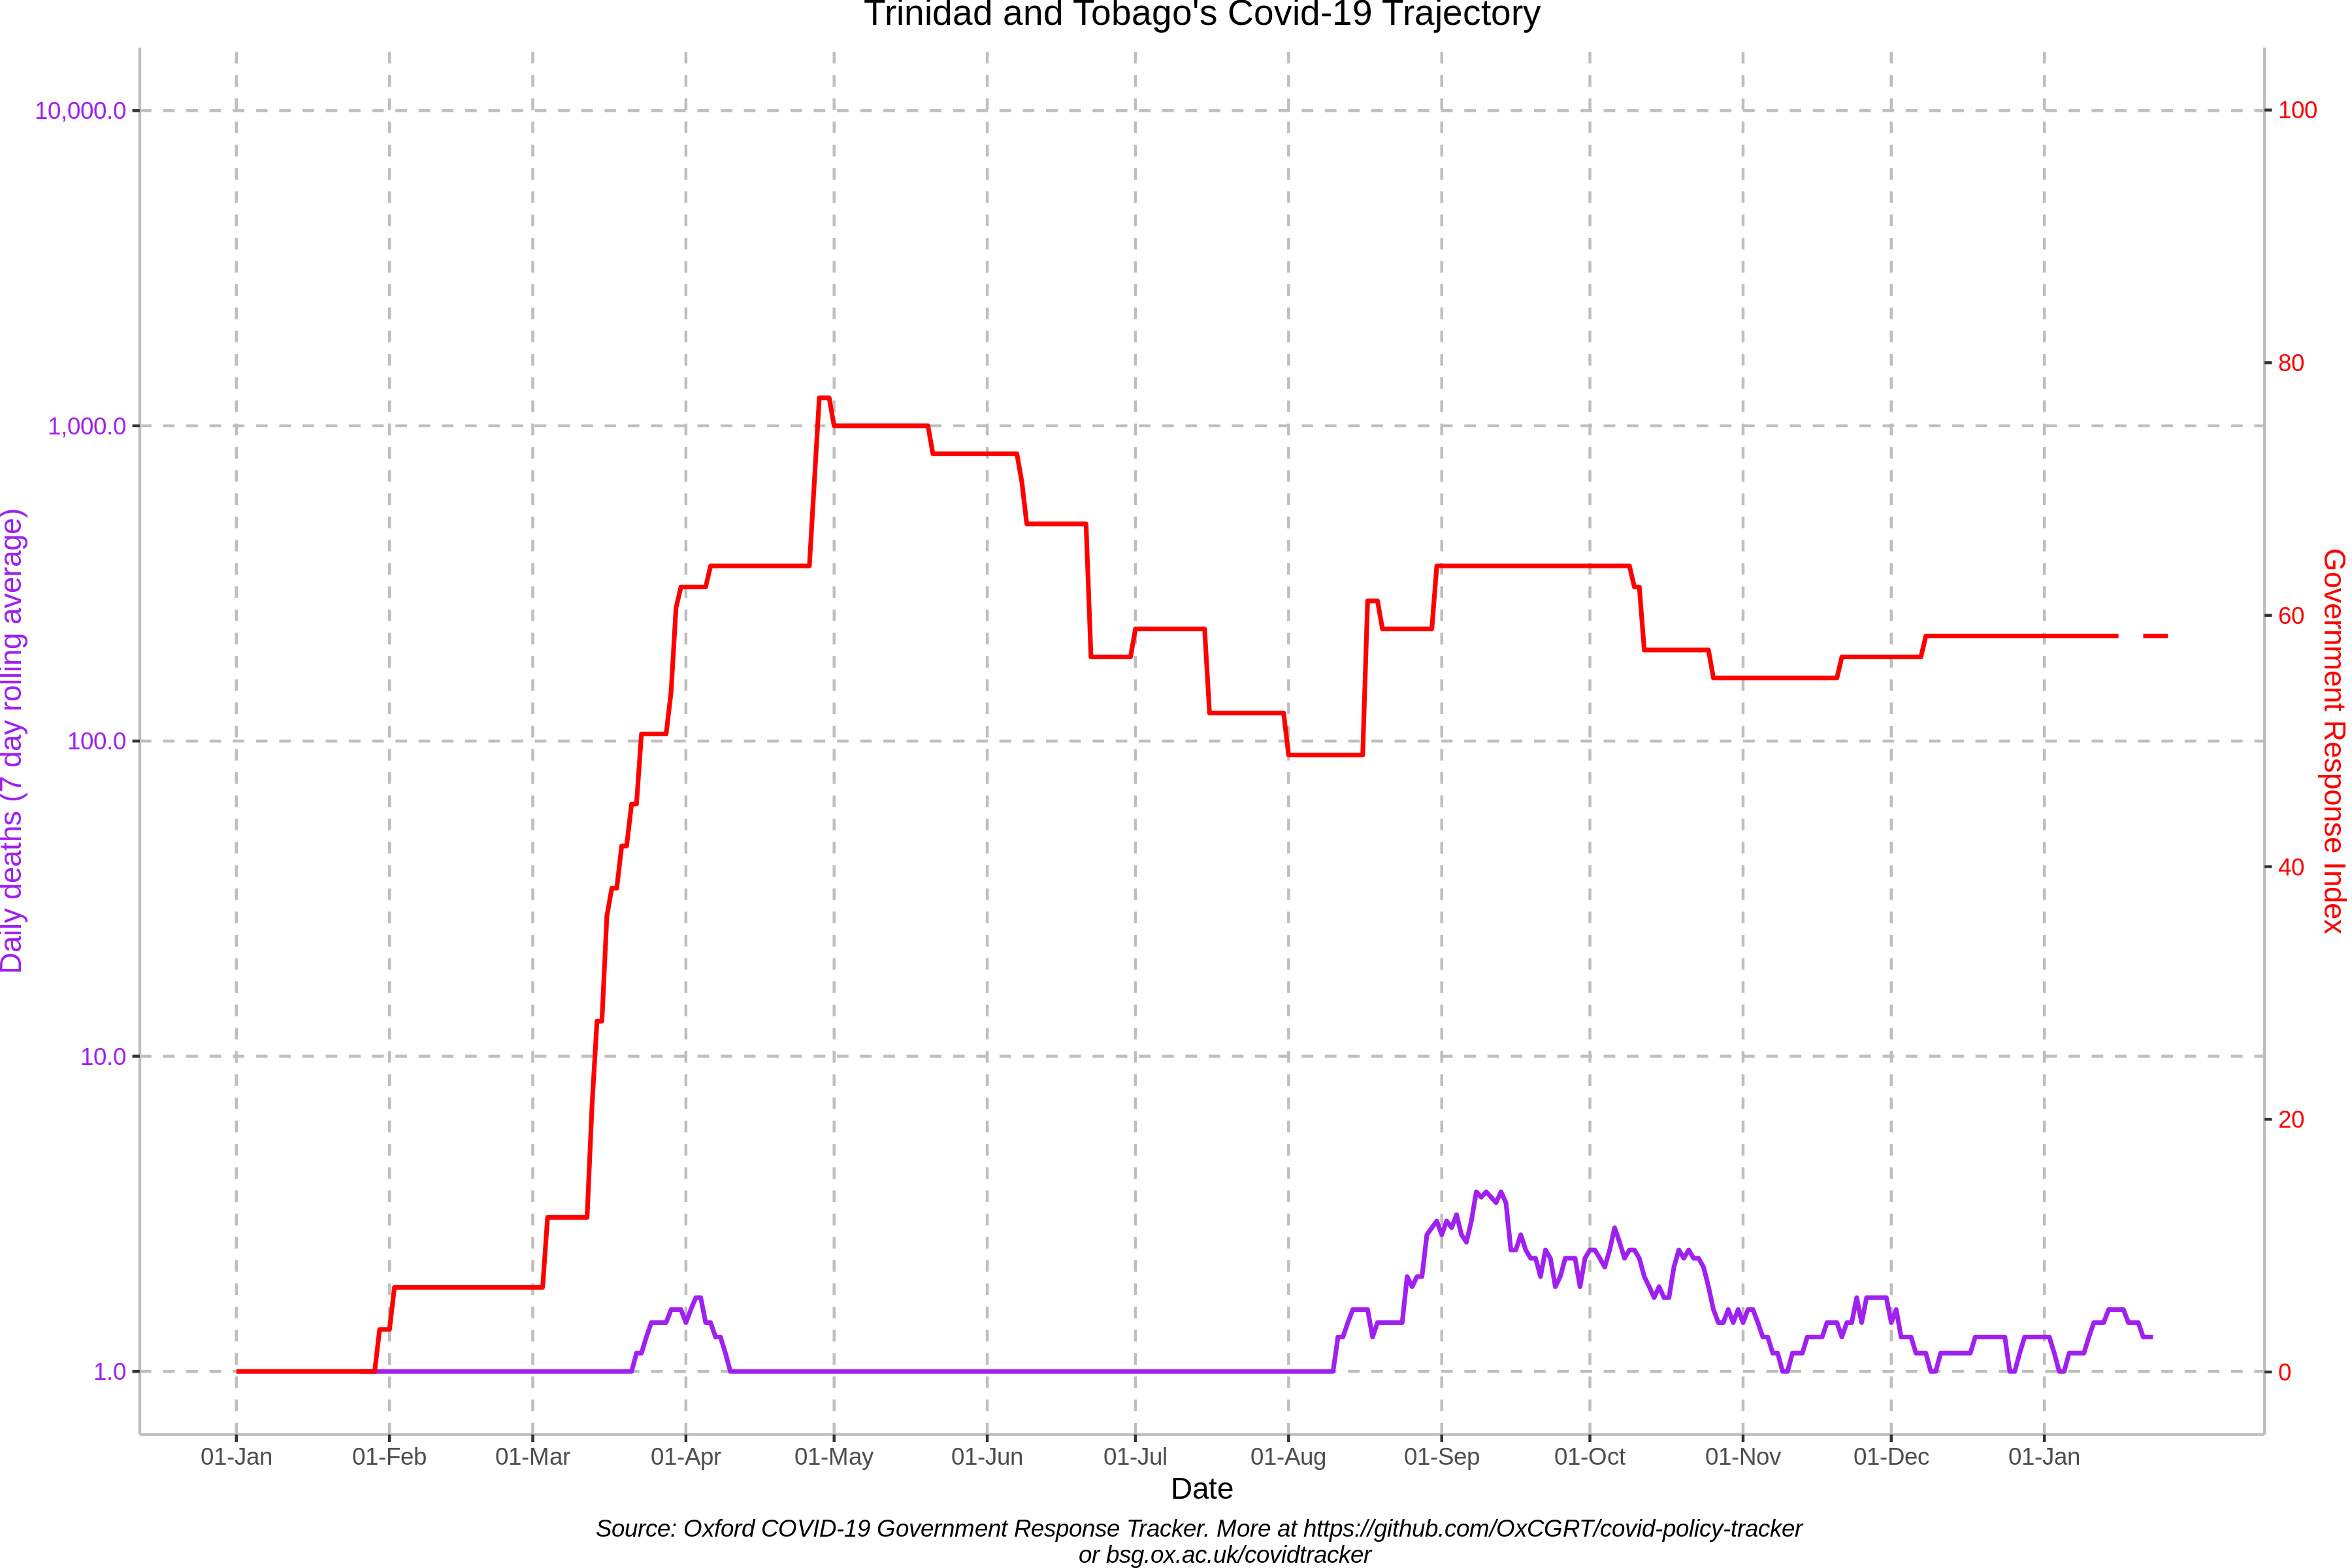 Trinidad and Tobago's Covid-19 Trajectory
10,000.0
1,000.0
100.0
10.0
1.0
Daily deaths (7 day rolling average)
100
80
60
40
20
0
Government Response Index
01-Jan
01-Feb
01-Mar
01-Apr
01-May
01-Jun
01-Jul
01-Aug
01-Sep
01-Oct
01-Nov
01-Dec
01-Jan
Date
Source: Oxford COVID-19 Government Response Tracker. More at https://github.com/OxCGRT/covid-policy-tracker
or bsg.ox.ac.uk/covidtracker